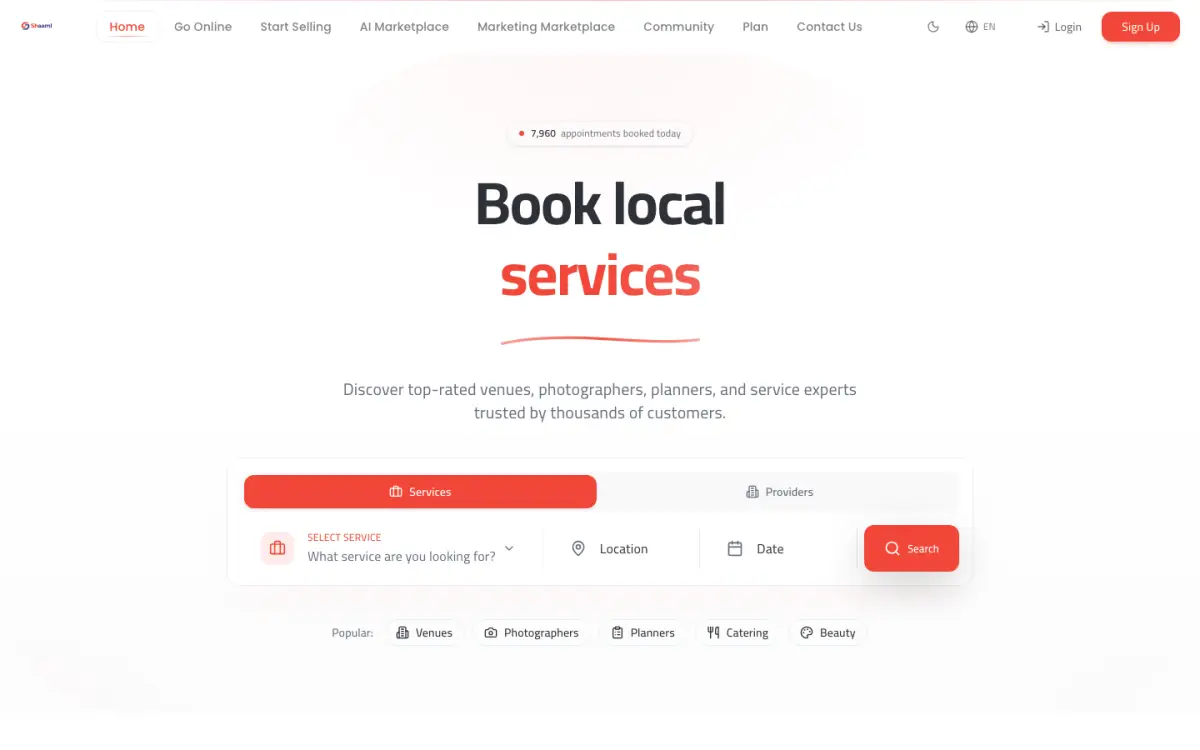 Shaami
Home
Go Online
Start Selling
AI Marketplace
Marketing Marketplace
Community
Plan
Contact Us
EN
Login
Sign Up
7,960 appointments booked today
Book local
services
Discover top-rated venues, photographers, planners, and service experts
trusted by thousands of customers.
Services
Providers
SELECT SERVICE
What service are you looking for?
Location
Date
Search
Popular:
Venues
Photographers
Planners
Catering
Beauty